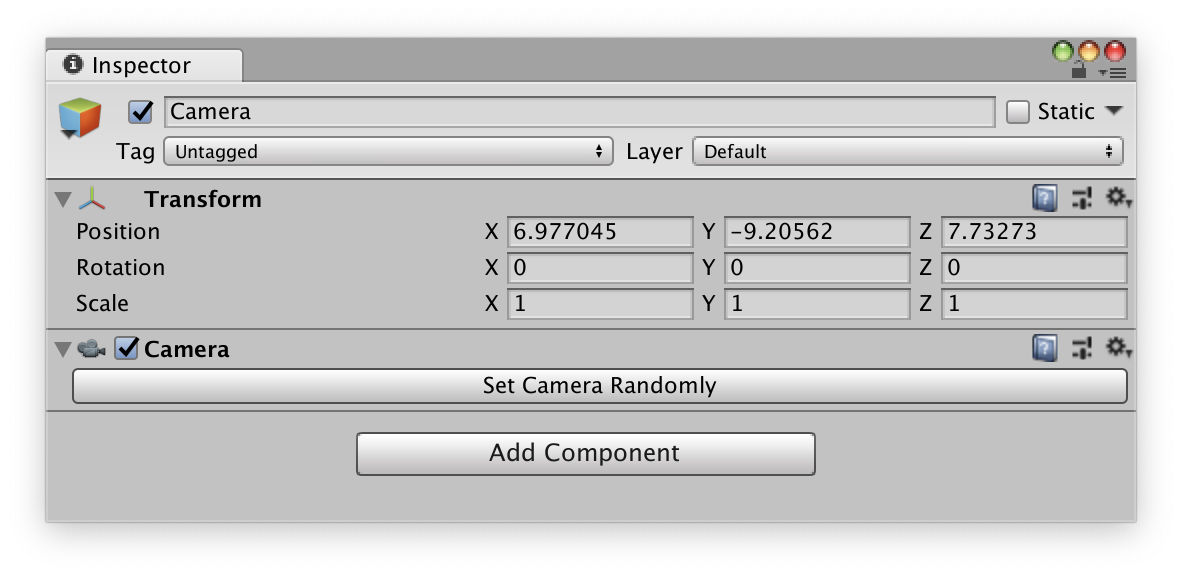 Inspector
Camera Static
Tag Untagged Layer Default
Transform
Position X 6.977045 Y -9.20562 Z 7.73273
Rotation X 0 Y 0 Z 0
Scale X 1 Y 1 Z 1
Camera
Set Camera Randomly
Add Component